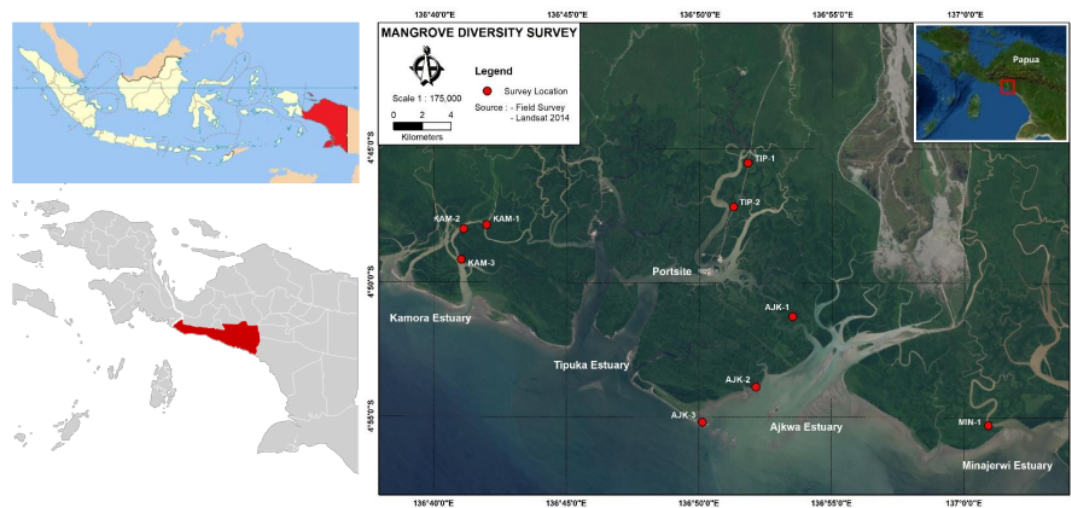 136°40'0"E 136°45'0"E 136°50'0"E 136°55'0"E 137°0'0"E
MANGROVE DIVERSITY SURVEY
Legend
Survey Location
Scale 1 : 175,000
Source : - Field Survey
- Landsat 2014
0 2 4
Kilometers
Papua
4°45'0"S
TIP-1
TIP-2
KAM-2
KAM-1
KAM-3
Portsite
4°50'0"S
Kamora Estuary
AJK-1
Tipuka Estuary
AJK-2
AJK-3
4°55'0"S
Ajkwa Estuary
MIN-1
Minajerwi Estuary
136°40'0"E 136°45'0"E 136°50'0"E 136°55'0"E 137°0'0"E